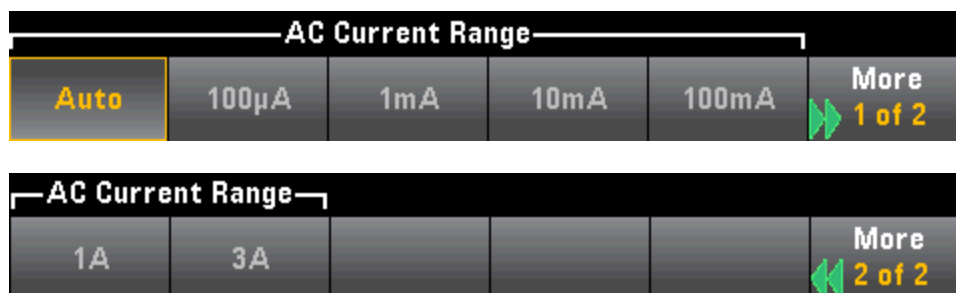 AC Current Range
Auto 100µA 1mA 10mA 100mA More
1 of 2
AC Current Range
1A 3A More
2 of 2